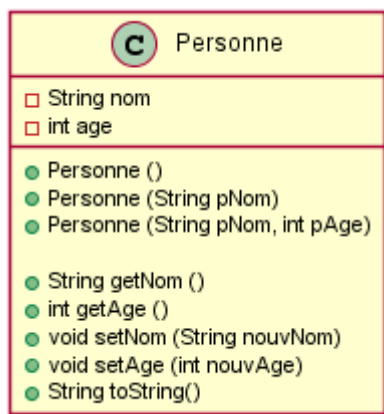 C Personne
String nom
int age
Personne ()
Personne (String pNom)
Personne (String pNom, int pAge)
String getNom ()
int getAge ()
void setNom (String nouvNom)
void setAge (int nouvAge)
String toString()